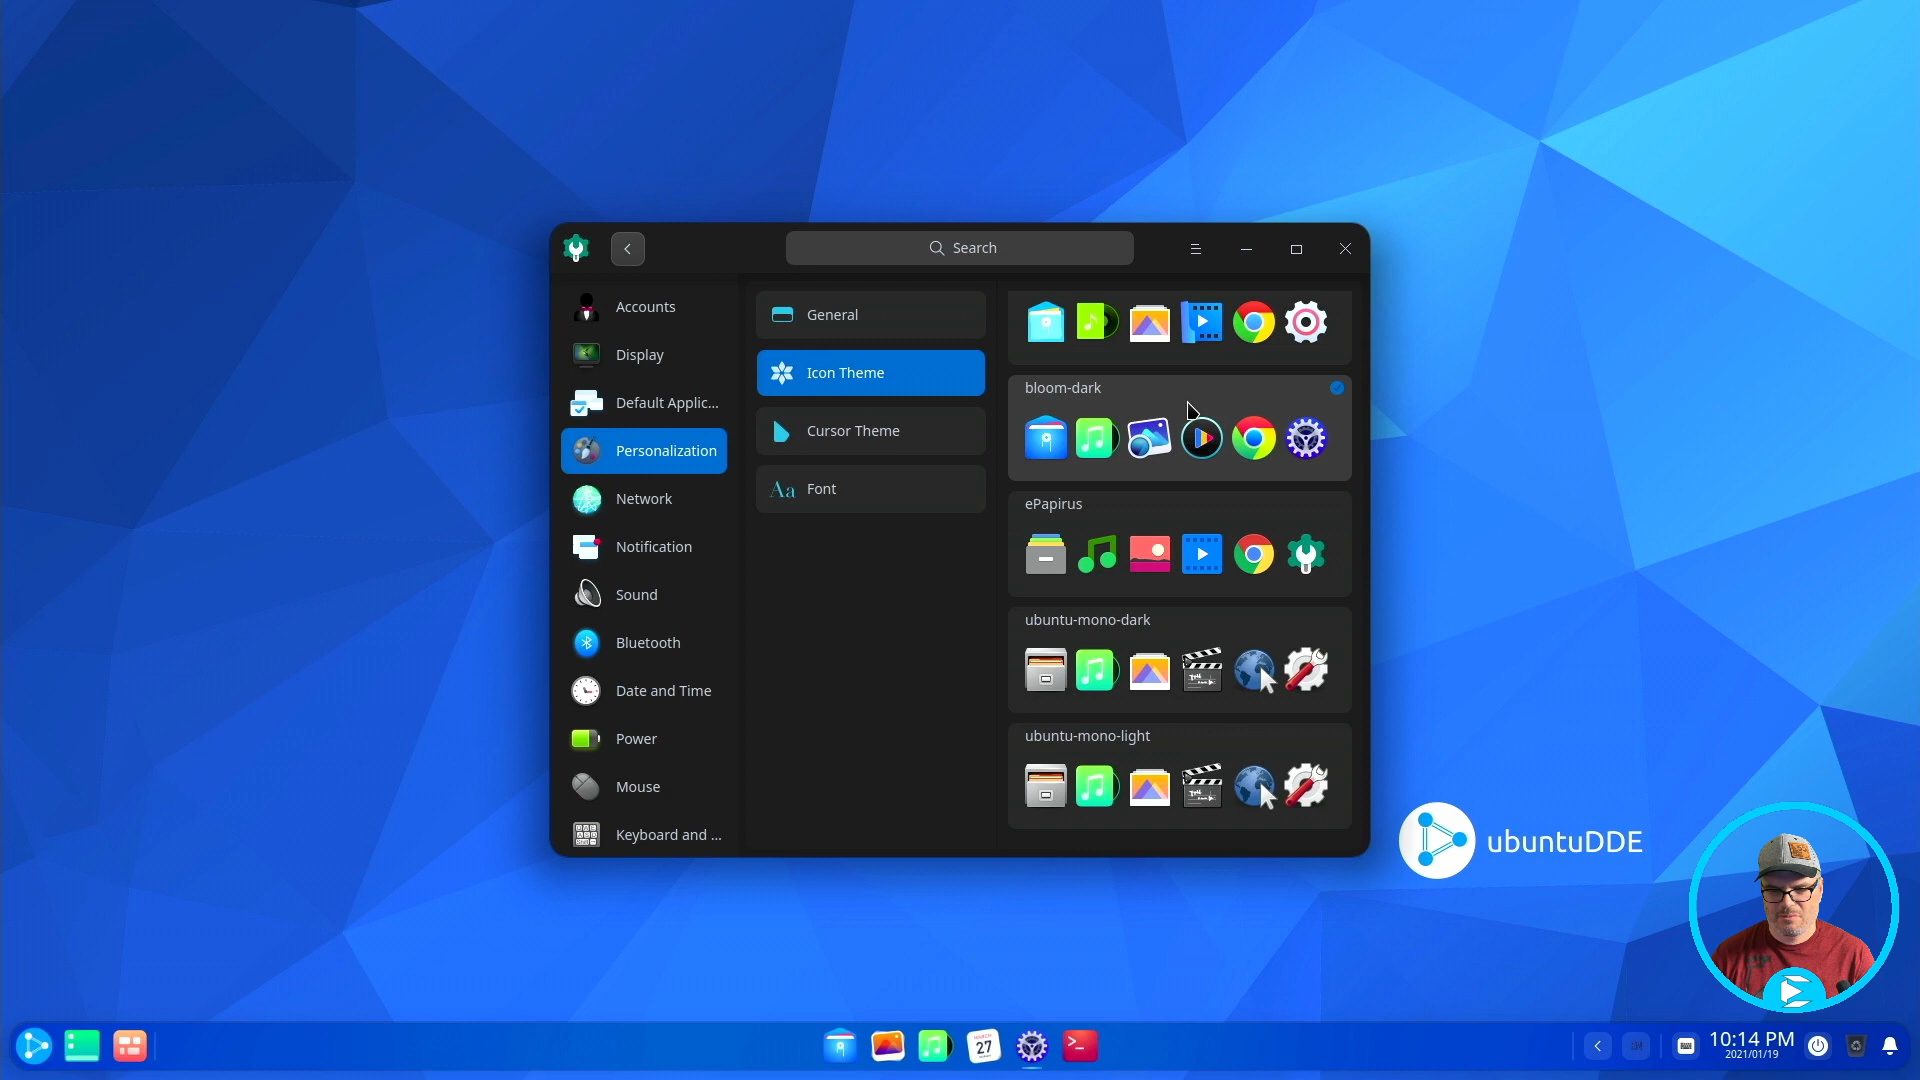 Search
Accounts
Display
Default Applic...
Personalization
Network
Notification
Sound
Bluetooth
Date and Time
Power
Mouse
Keyboard and ...
General
Icon Theme
Cursor Theme
Aa Font
bloom-dark
ePapirus
ubuntu-mono-dark
ubuntu-mono-light
ubuntuDDE
MARCH
27
10:14 PM
2021/01/19